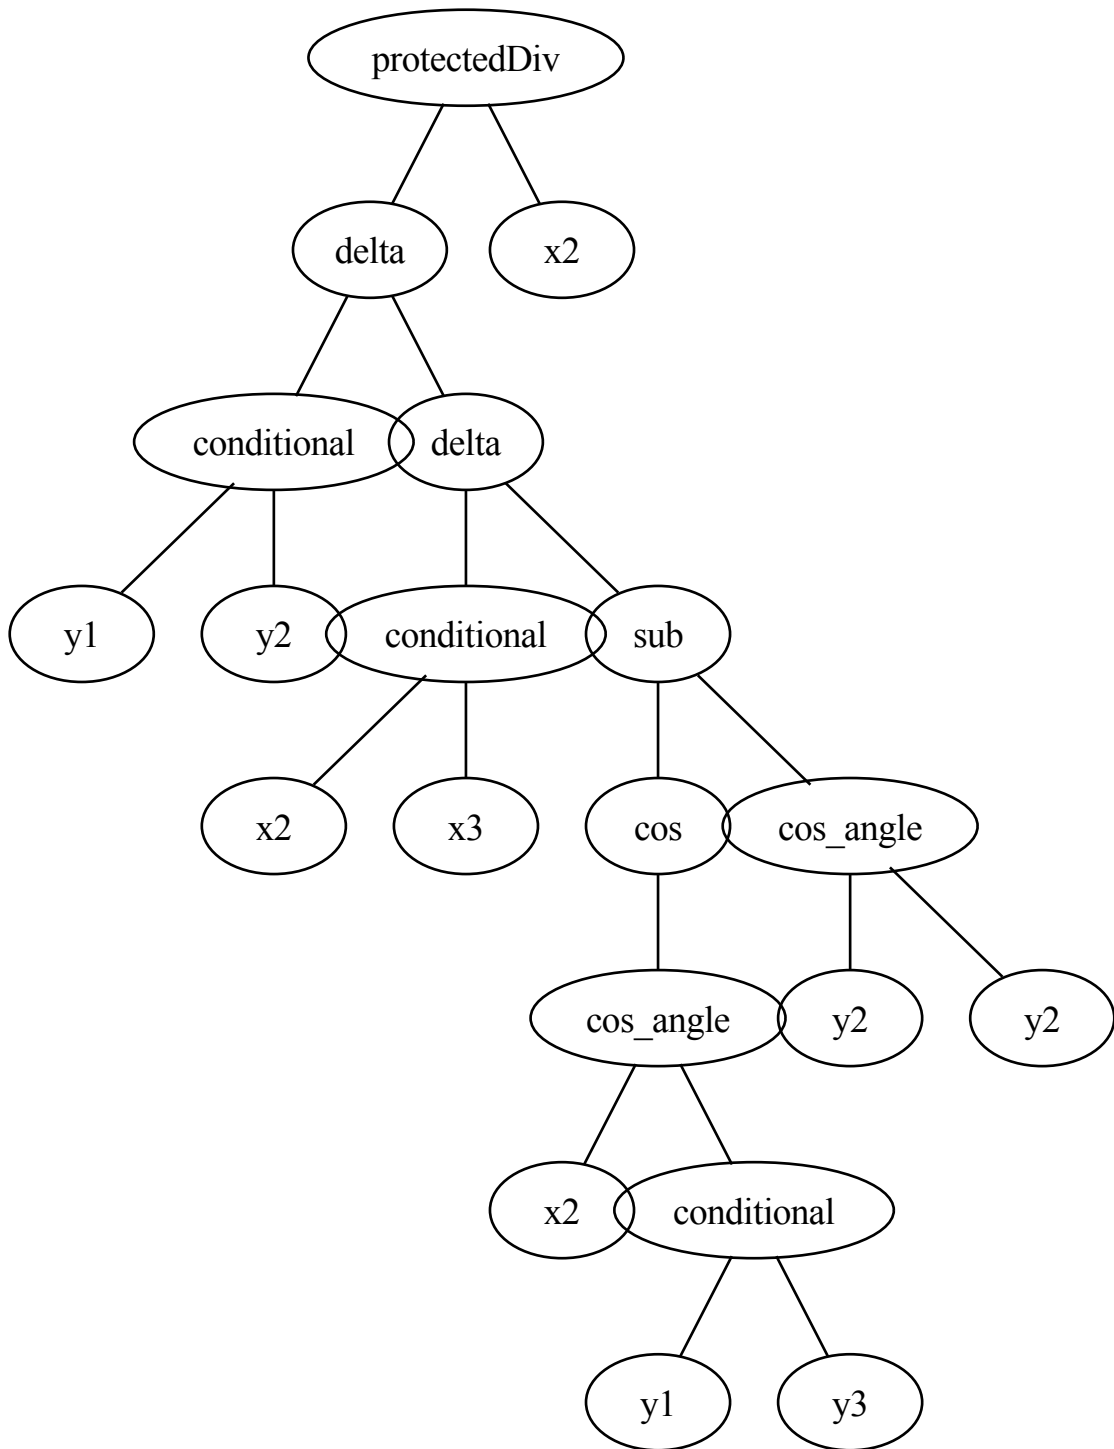 protectedDiv
delta x2
conditional delta
y1 y2 conditional sub
x2 x3 cos cos_angle
cos_angle y2 y2
x2 conditional
y1 y3